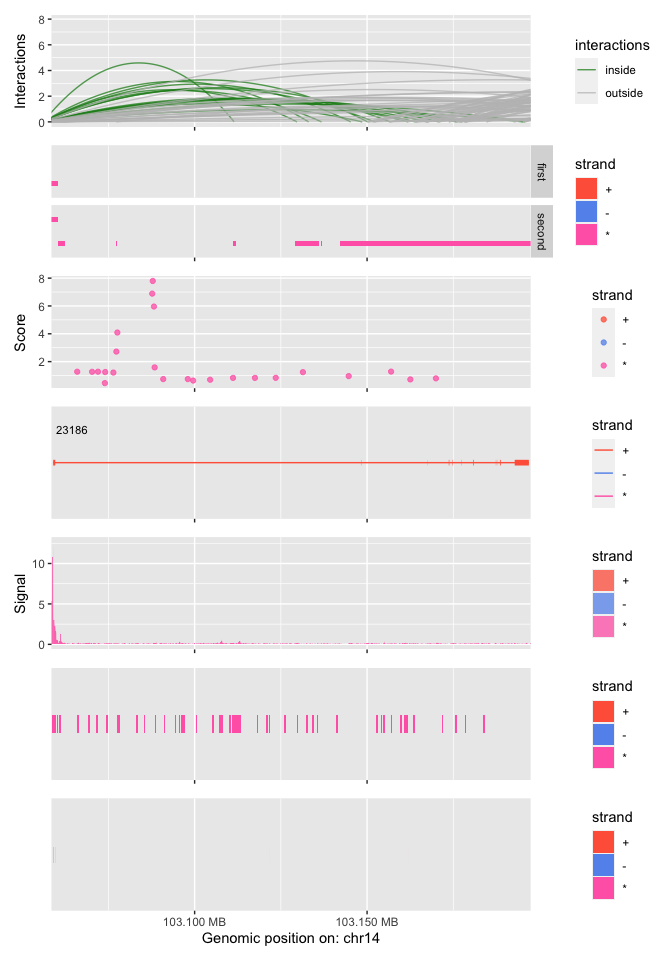 8
6
4
2
0
Interactions
interactions
inside
outside
first
second
strand
+
-
*
8
6
4
2
Score
strand
+
-
*
23186
strand
+
-
*
10
5
0
Signal
strand
+
-
*
strand
+
-
*
strand
+
-
*
103.100 MB
103.150 MB
Genomic position on: chr14